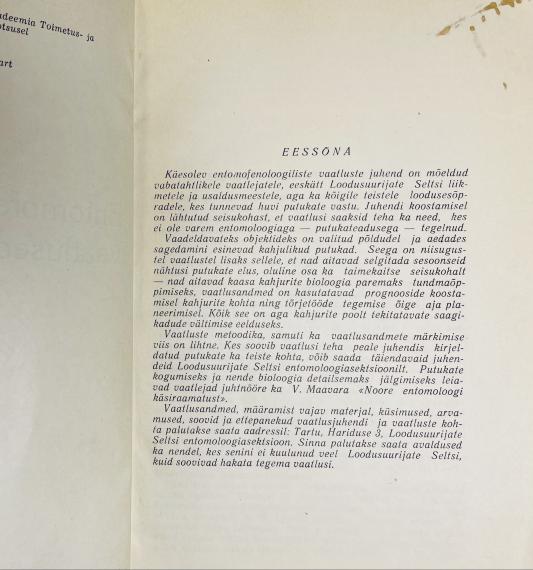 adeemia Toimetus- ja
otsusel
art
EESSÕNA
Käesolev entomofenoloogiliste vaatluste juhend on mõeldud
vabatahtlikele vaatlejatele, eeskätt Loodusuurijate Seltsi liik-
metele ja usaldusmeestele, aga ka kõigile teistele loodusesõp-
radele, kes tunnevad huvi putukate vastu. Juhendi koostamisel
on lähtutud seisukohast, et vaatlusi saaksid teha ka need, kes
ei ole varem entomoloogiaga — putukateadusega — tegelnud.
Vaadeldavateks objektideks on valitud põldudel ja aedades
sagedamini esinevad kahjulikud putukad. Seega on niisugus-
tel vaatlustel lisaks sellele, et nad aitavad selgitada sesoonseid
nähtusi putukate elus, oluline osa ka taimekaitse seisukohalt
— nad aitavad kaasa kahjurite bioloogia paremaks tundmaõp-
pimiseks, vaatlusandmed on kasutatavad prognooside koosta-
misel kahjurite kohta ning tõrjetööde tegemise õige aja pla-
neerimisel. Kõik see on aga kahjurite poolt tekitatavate saagi-
kadude vältimise eelduseks.
Vaatluste metoodika, samuti ka vaatlusandmete märkimise
viis on lihtne. Kes soovib vaatlusi teha peale juhendis kirjel-
datud putukate ka teiste kohta, võib saada täiendavaid juhen-
deid Loodusuurijate Seltsi entomoloogiasektsioonilt. Putukate
kogumiseks ja nende bioloogia detailsemaks jälgimiseks leia-
vad vaatlejad juhtnööre ka V. Maavara «Noore entomoloogi
käsiraamatust».
Vaatlusandmed, määramist vajav materjal, küsimused, arva-
mused, soovid ja ettepanekud vaatlusjuhendi ja vaatluste koh-
ta palutakse saata aadressil: Tartu, Hariduse 3, Loodusuurijate
Seltsi entomoloogiasektsioon. Sinna palutakse saata avaldused
ka nendel, kes senini ei kuulunud veel Loodusuurijate Seltsi,
kuid soovivad hakata tegema vaatlusi.